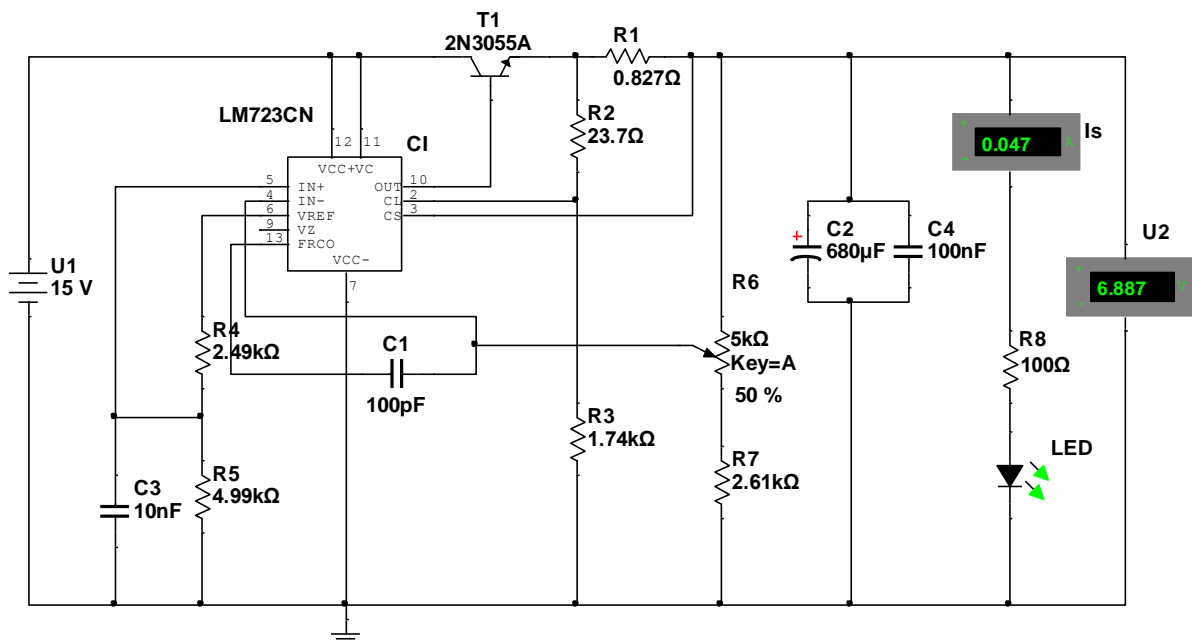 T1
2N3055A
R1
0.827Ω
LM723CN
CI
R2
23.7Ω
12 11
VCC+VC
5 IN+ OUT 10
4 IN- CL 2
6 VREF CS 3
9 VZ
13 FRCO
VCC-
7
+
-
0.047 A
Is
U1
15 V
+
C2
680µF
C4
100nF
U2
+
-
6.887 V
R6
5kΩ
Key=A
50 %
R4
2.49kΩ
C1
100pF
R8
100Ω
R3
1.74kΩ
LED
R7
2.61kΩ
R5
4.99kΩ
C3
10nF